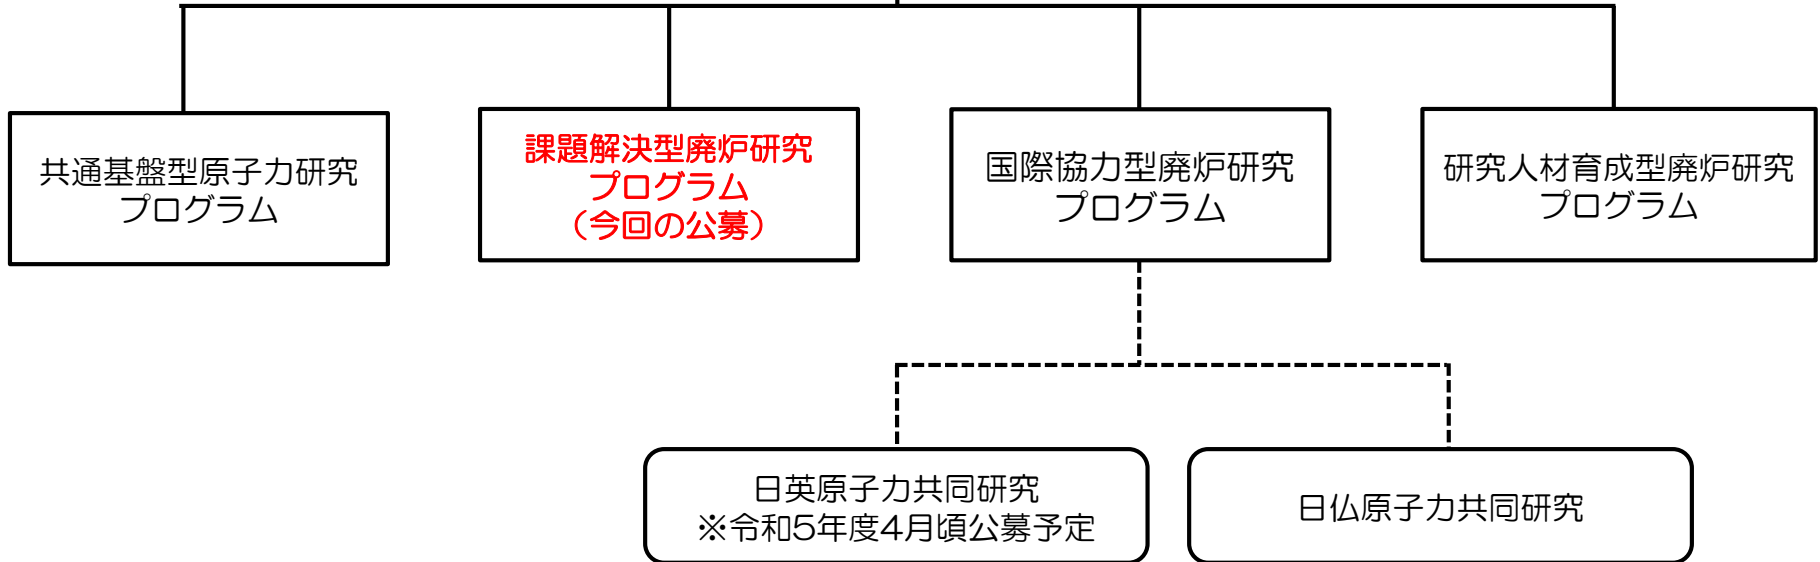 共通基盤型原子力研究
プログラム
課題解決型廃炉研究
プログラム
（今回の公募）
国際協力型廃炉研究
プログラム
研究人材育成型廃炉研究
プログラム
日英原子力共同研究
※令和5年度4月頃公募予定
日仏原子力共同研究